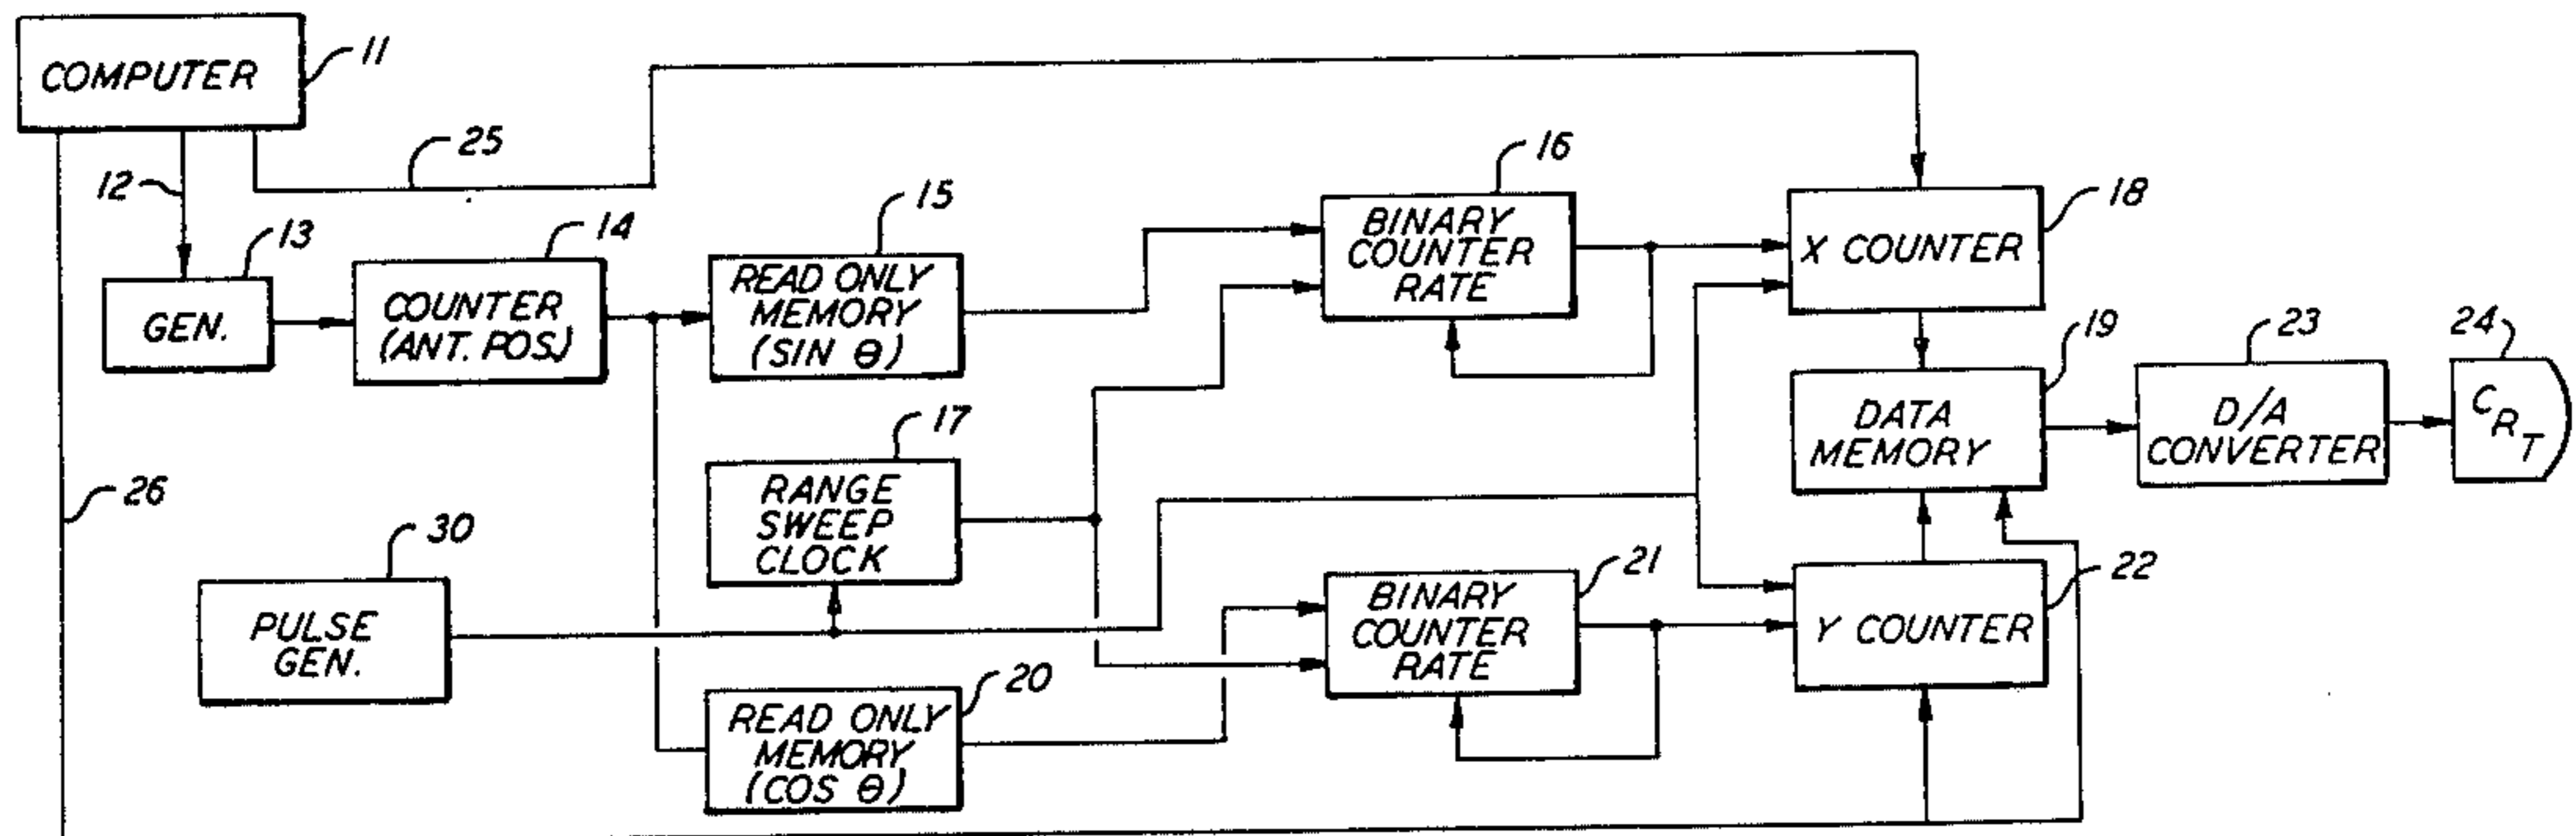 COMPUTER
11
25
12
13
GEN.
14
COUNTER
(ANT. POS.)
15
READ ONLY
MEMORY
(SIN Θ)
16
BINARY
COUNTER
RATE
18
X COUNTER
17
RANGE
SWEEP
CLOCK
19
DATA
MEMORY
23
D/A
CONVERTER
24
CRT
26
30
PULSE
GEN.
20
READ ONLY
MEMORY
(COS Θ)
21
BINARY
COUNTER
RATE
22
Y COUNTER